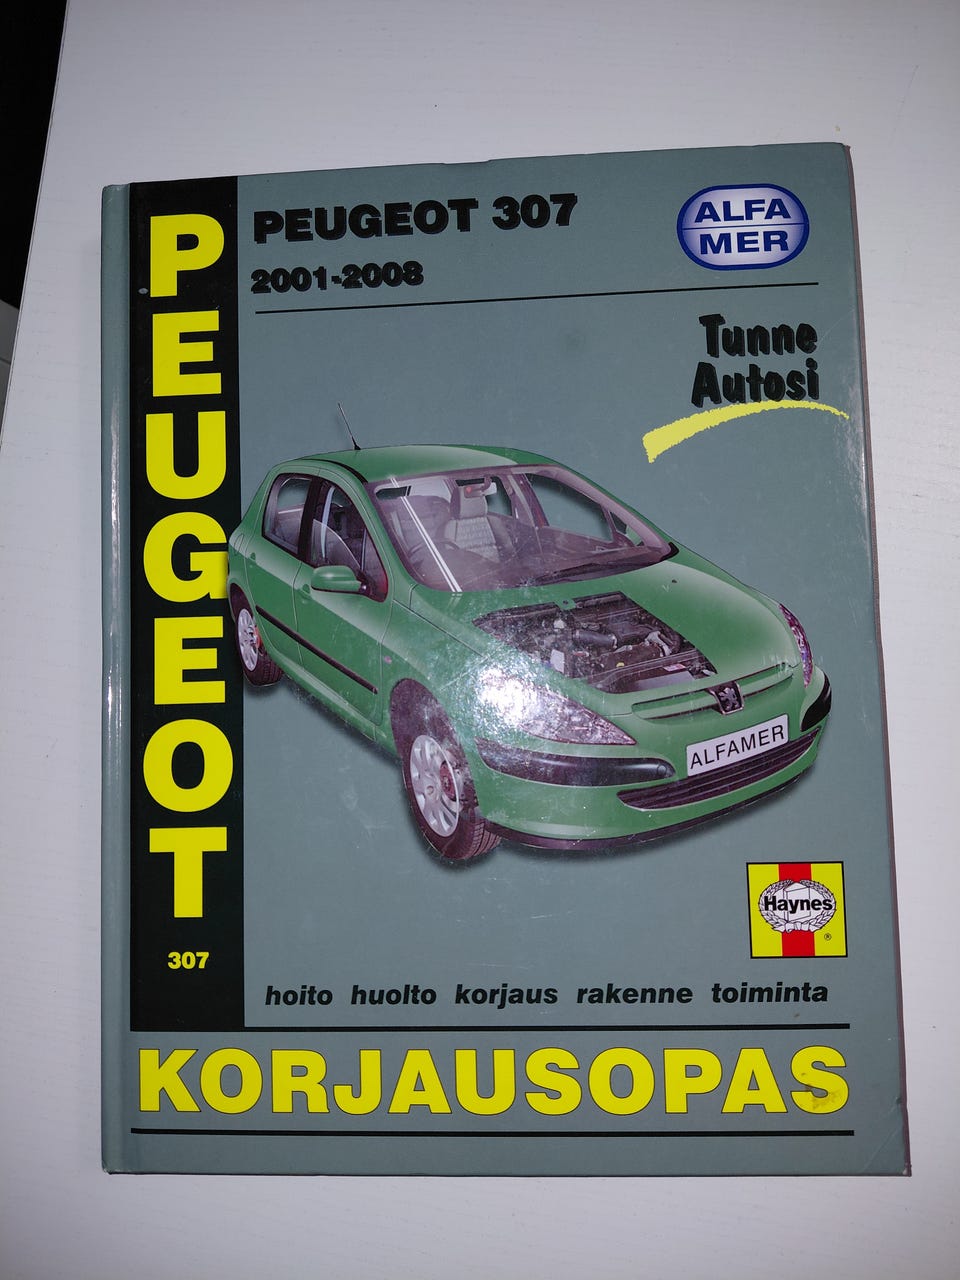 PEUGEOT
307
PEUGEOT 307
2001-2008
ALFA
MER
Tunne
Autosi
ALFAMER
Haynes
®
hoito huolto korjaus rakenne toiminta
KORJAUSOPAS